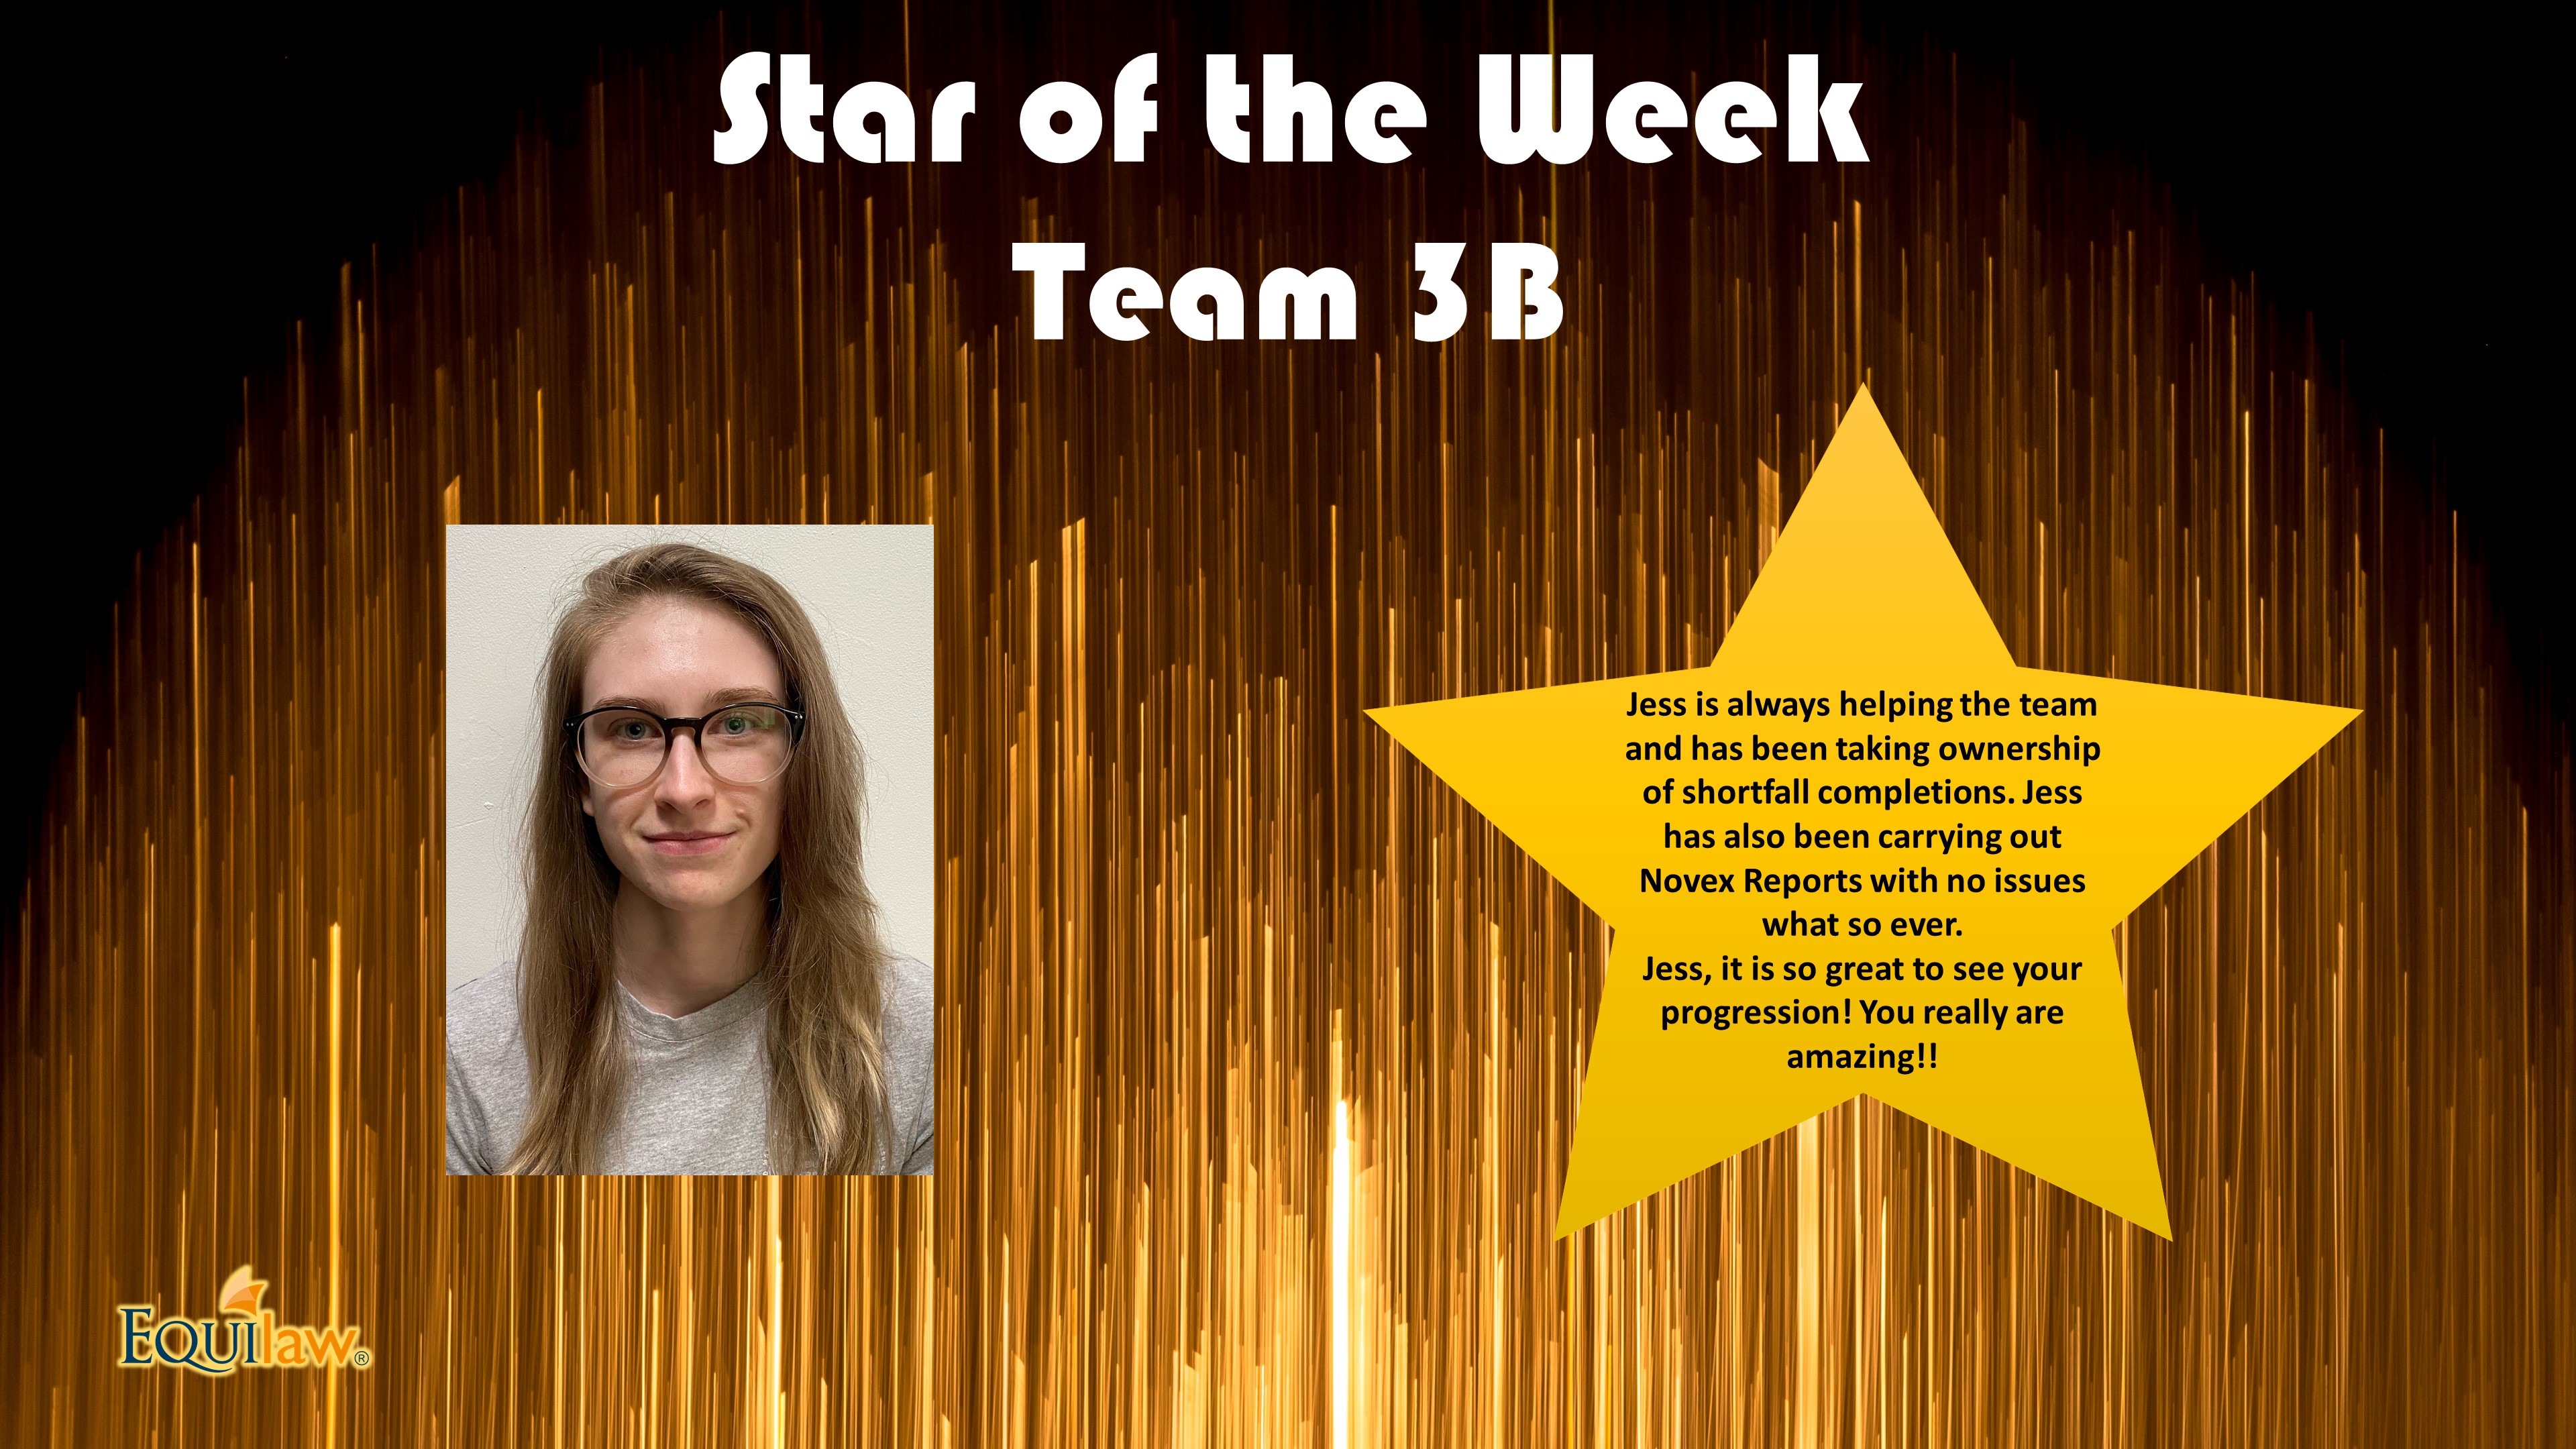 Star of the Week
Team 3B
Jess is always helping the team
and has been taking ownership
of shortfall completions. Jess
has also been carrying out
Novex Reports with no issues
what so ever.
Jess, it is so great to see your
progression! You really are
amazing!!
EQUIlaw®